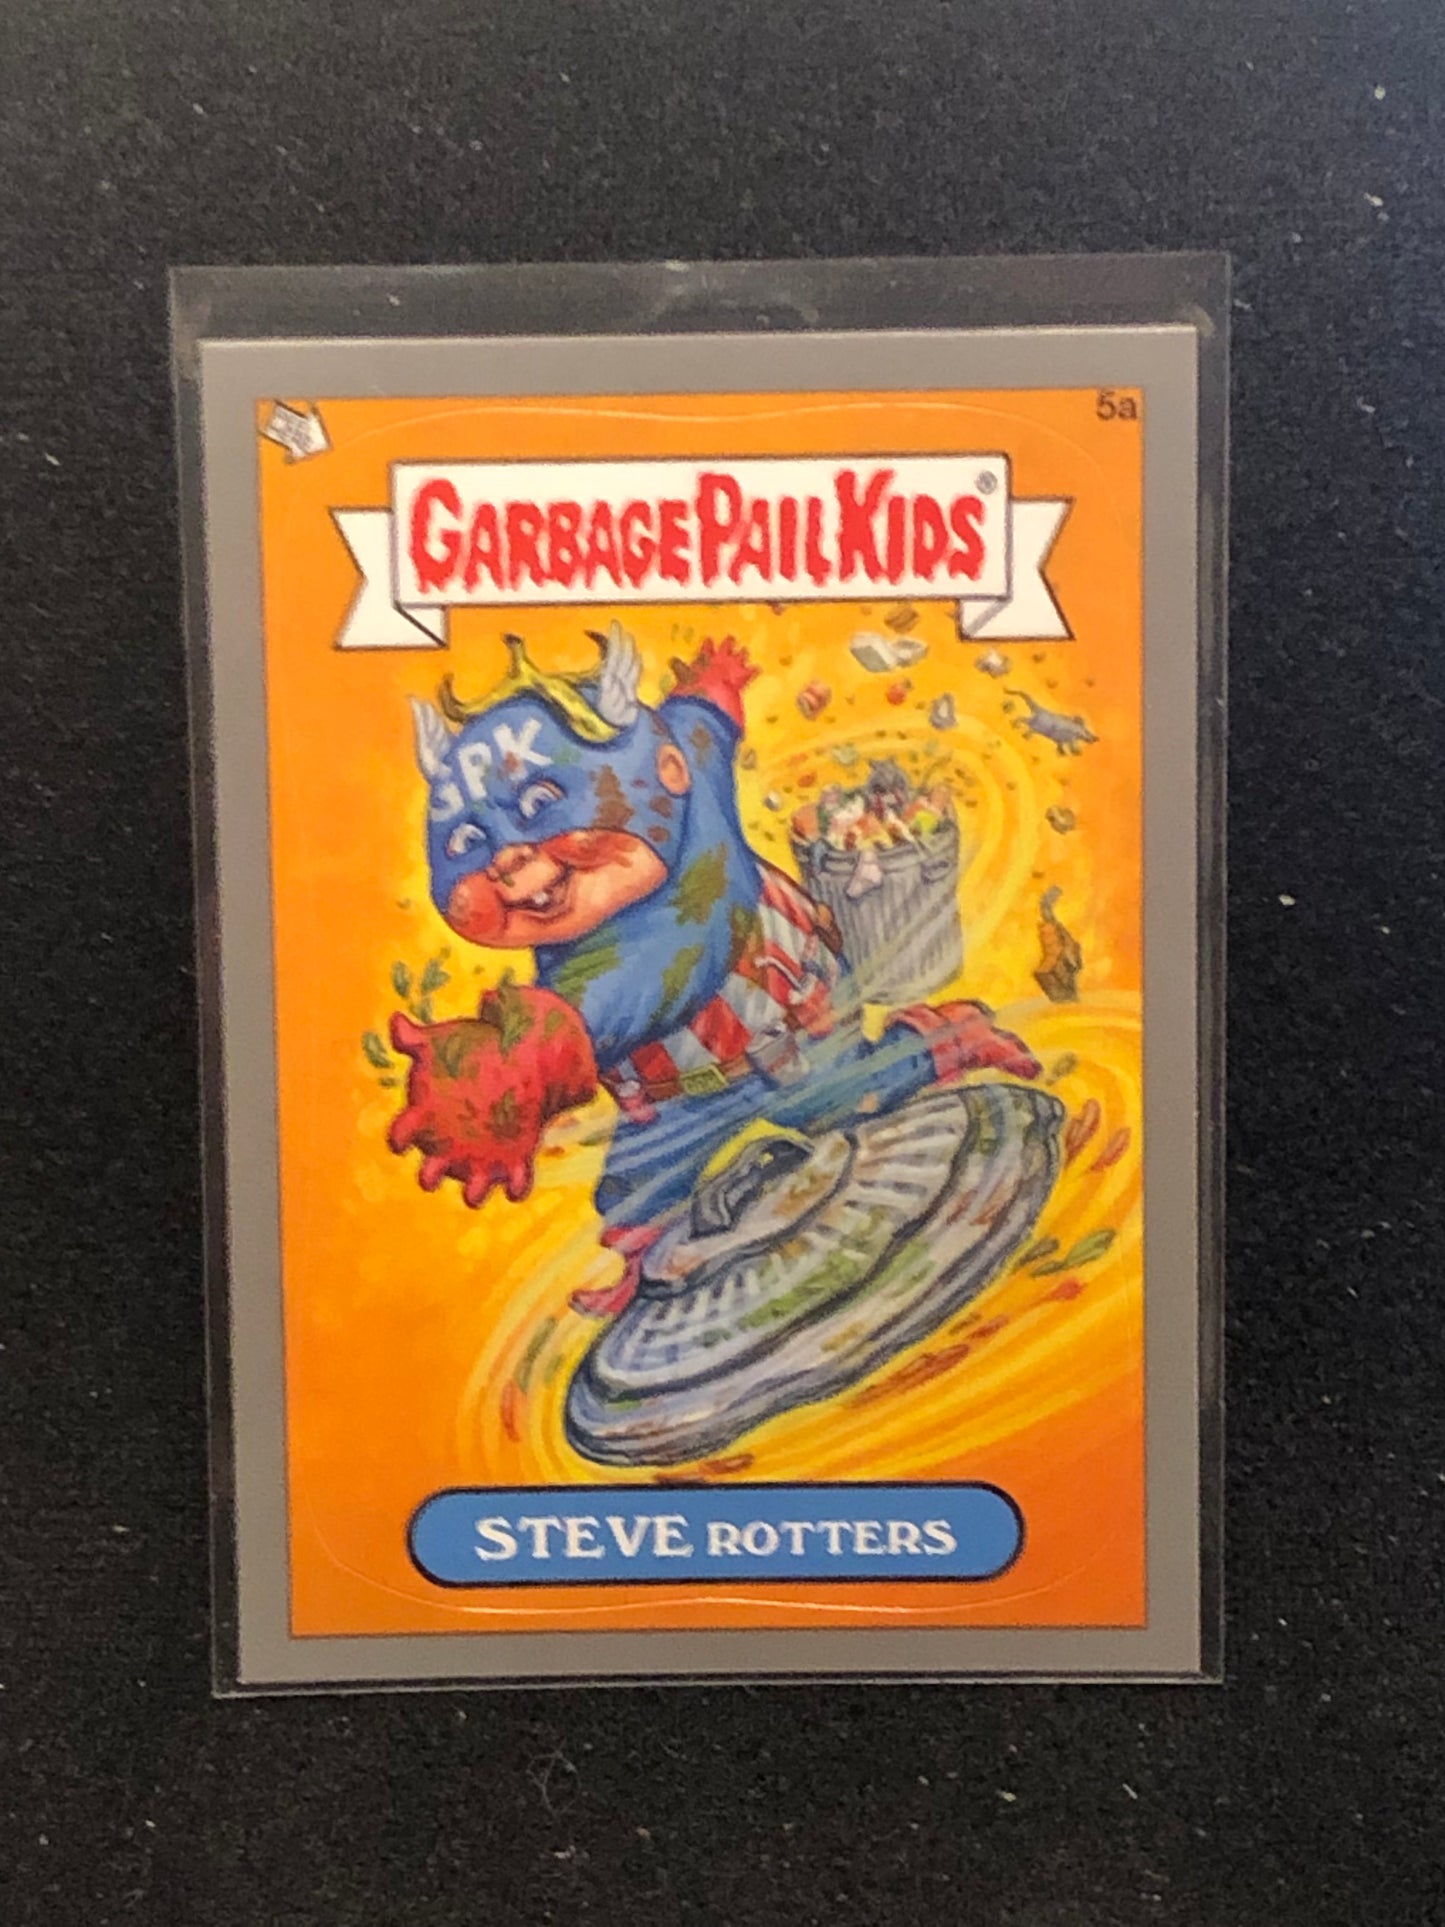 5a
GARBAGE PAIL KIDS®
GPK
STEVE ROTTERS